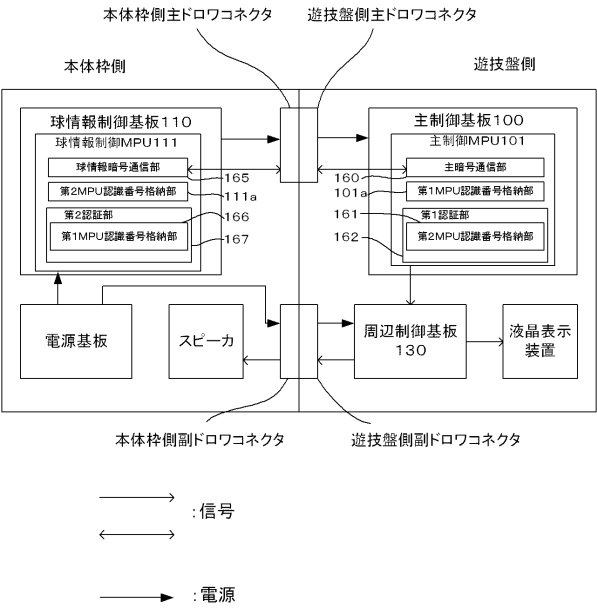 本体枠側主ドロワコネクタ
遊技盤側主ドロワコネクタ
本体枠側
遊技盤側
球情報制御基板110
球情報制御MPU111
球情報暗号通信部
165
第2MPU認識番号格納部
111a
第2認証部
166
第1MPU認識番号格納部
167
主制御基板100
主制御MPU101
主暗号通信部
160
第1MPU認識番号格納部
101a
第1認証部
161
第2MPU認識番号格納部
162
電源基板
スピーカ
周辺制御基板
130
液晶表示
装置
本体枠側副ドロワコネクタ
遊技盤側副ドロワコネクタ
:信号
:電源